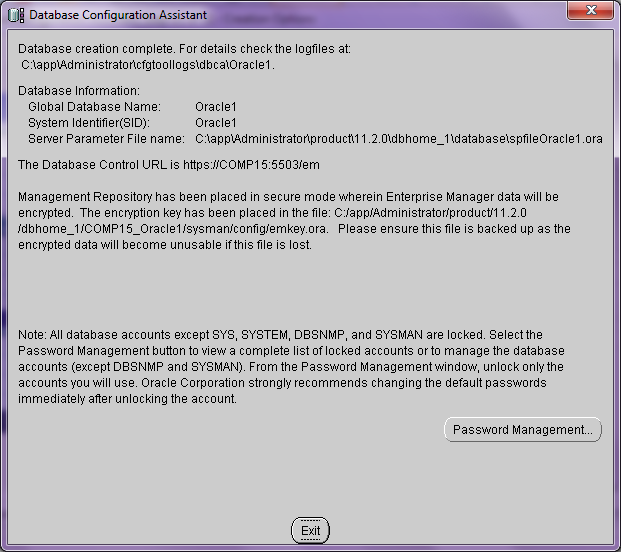 Database Configuration Assistant
Database creation complete. For details check the logfiles at:
C:\app\Administrator\cfgtoollogs\dbca\Oracle1.
Database Information:
Global Database Name: Oracle1
System Identifier(SID): Oracle1
Server Parameter File name: C:\app\Administrator\product\11.2.0\dbhome_1\database\spfileOracle1.ora
The Database Control URL is https://COMP15:5503/em
Management Repository has been placed in secure mode wherein Enterprise Manager data will be
encrypted. The encryption key has been placed in the file: C:/app/Administrator/product/11.2.0
/dbhome_1/COMP15_Oracle1/sysman/config/emkey.ora. Please ensure this file is backed up as the
encrypted data will become unusable if this file is lost.
Note: All database accounts except SYS, SYSTEM, DBSNMP, and SYSMAN are locked. Select the
Password Management button to view a complete list of locked accounts or to manage the database
accounts (except DBSNMP and SYSMAN). From the Password Management window, unlock only the
accounts you will use. Oracle Corporation strongly recommends changing the default passwords
immediately after unlocking the account.
Password Management...
Exit